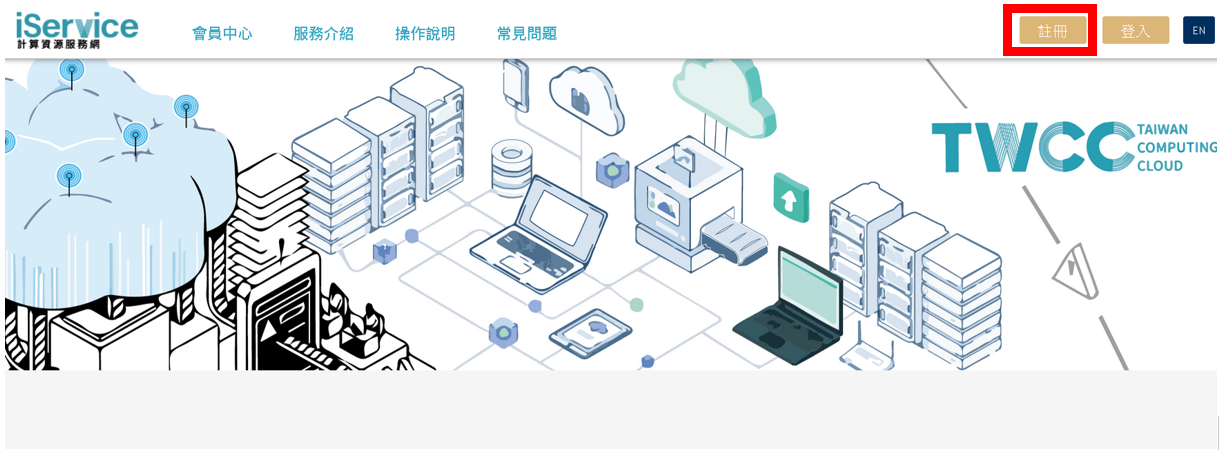 iService
計算資源服務網
會員中心 服務介紹 操作說明 常見問題
註冊 登入 EN
TWCC TAIWAN
COMPUTING
CLOUD